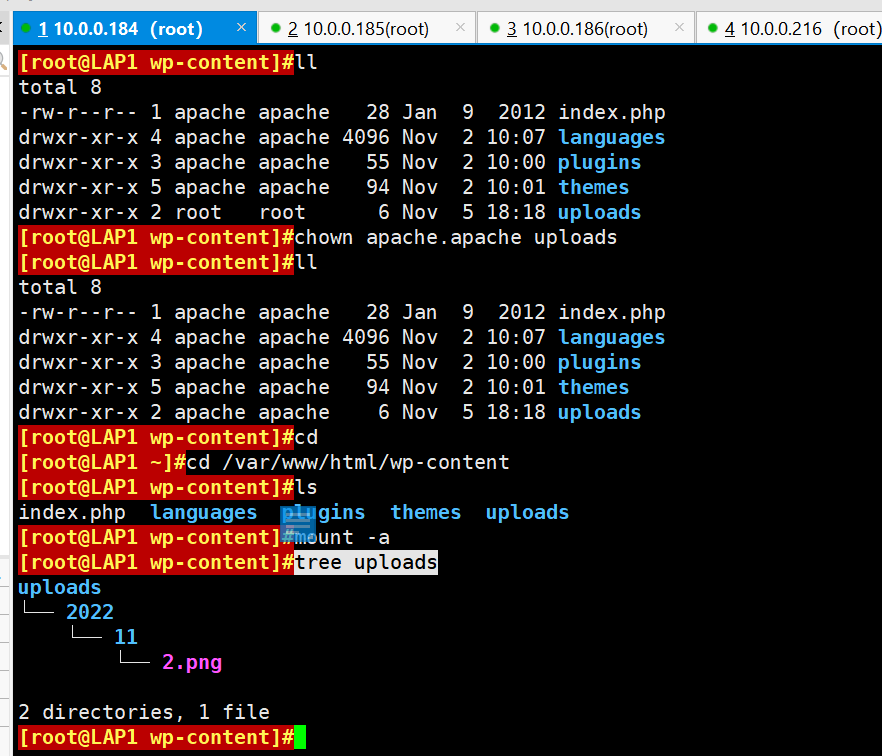 1 10.0.0.184 (root) × 2 10.0.0.185(root) × 3 10.0.0.186(root) × 4 10.0.0.216 (root)
[root@LAP1 wp-content]#ll
total 8
-rw-r--r-- 1 apache apache   28 Jan  9  2012 index.php
drwxr-xr-x 4 apache apache 4096 Nov  2 10:07 languages
drwxr-xr-x 3 apache apache   55 Nov  2 10:00 plugins
drwxr-xr-x 5 apache apache   94 Nov  2 10:01 themes
drwxr-xr-x 2 root   root      6 Nov  5 18:18 uploads
[root@LAP1 wp-content]#chown apache.apache uploads
[root@LAP1 wp-content]#ll
total 8
-rw-r--r-- 1 apache apache   28 Jan  9  2012 index.php
drwxr-xr-x 4 apache apache 4096 Nov  2 10:07 languages
drwxr-xr-x 3 apache apache   55 Nov  2 10:00 plugins
drwxr-xr-x 5 apache apache   94 Nov  2 10:01 themes
drwxr-xr-x 2 apache apache    6 Nov  5 18:18 uploads
[root@LAP1 wp-content]#cd
[root@LAP1 ~]#cd /var/www/html/wp-content
[root@LAP1 wp-content]#ls
index.php  languages  plugins  themes  uploads
[root@LAP1 wp-content]#mount -a
[root@LAP1 wp-content]#tree uploads
uploads
└── 2022
    └── 11
        └── 2.png
2 directories, 1 file
[root@LAP1 wp-content]#